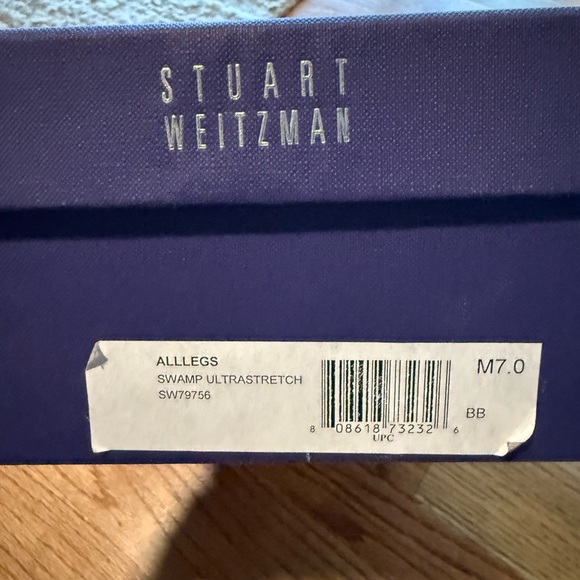 STUART
WEITZMAN
ALLLEGS
SWAMP ULTRASTRETCH
SW79756
M7.0
BB
8 08618 73232 6
UPC